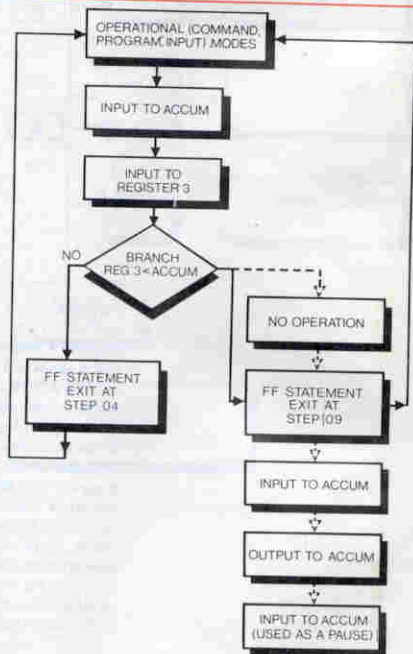 OPERATIONAL (COMMAND,
PROGRAM, INPUT) MODES
INPUT TO ACCUM
INPUT TO
REGISTER 3
BRANCH
REG 3<ACCUM
NO
NO OPERATION
FF STATEMENT
EXIT AT
STEP 04
FF STATEMENT
EXIT AT
STEP 09
INPUT TO ACCUM
OUTPUT TO ACCUM
INPUT TO ACCUM
(USED AS A PAUSE)